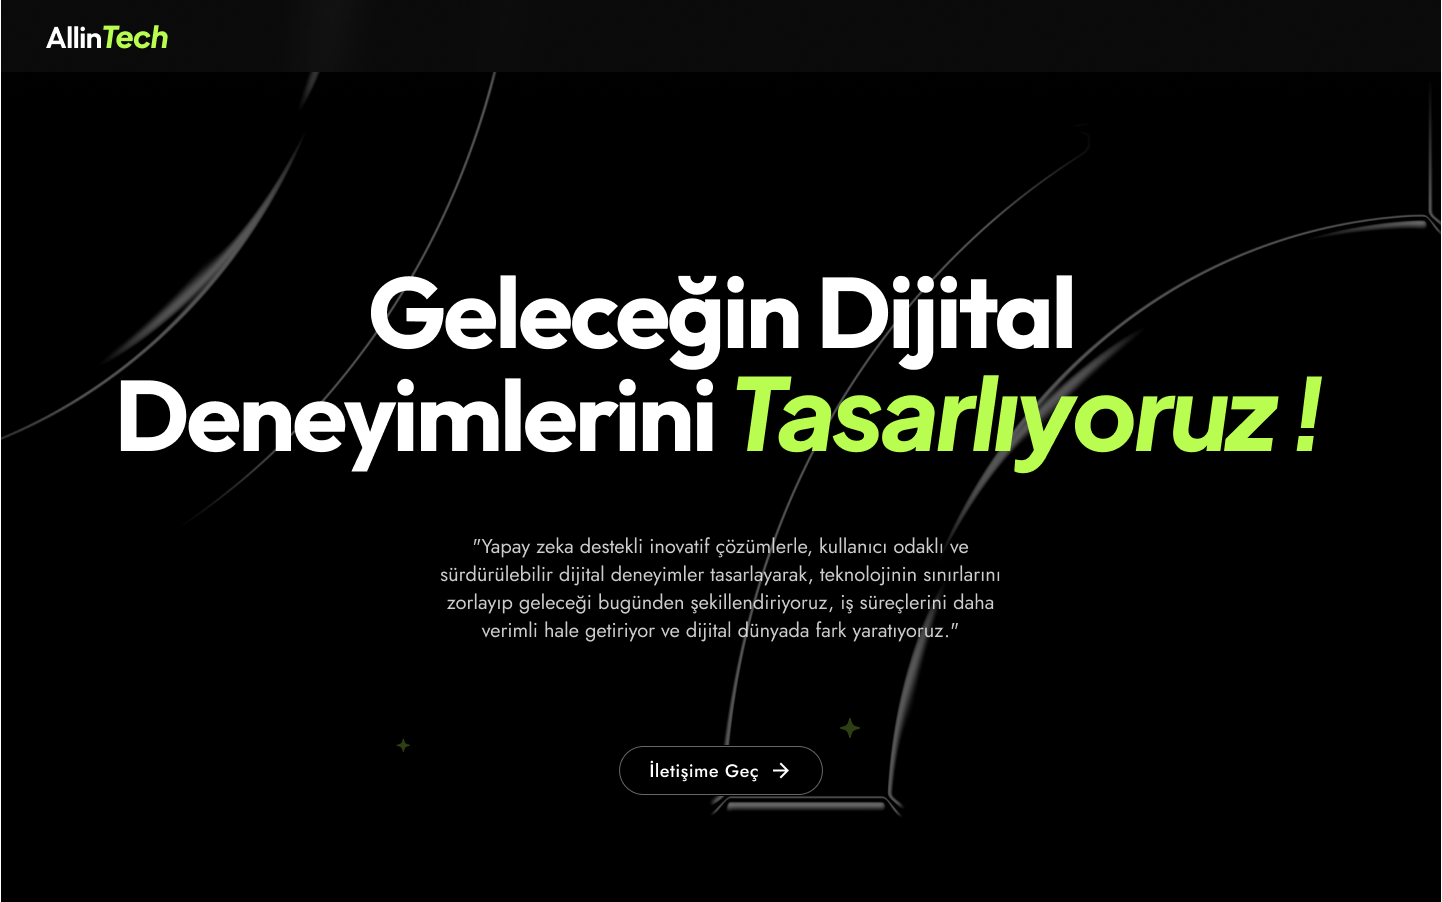 AllinTech
Geleceğin Dijital
Deneyimlerini Tasarlıyoruz !
"Yapay zeka destekli inovatif çözümlerle, kullanıcı odaklı ve
sürdürülebilir dijital deneyimler tasarlayarak, teknolojinin sınırlarını
zorlayıp geleceği bugünden şekillendiriyoruz, iş süreçlerini daha
verimli hale getiriyor ve dijital dünyada fark yaratıyoruz."
İletişime Geç